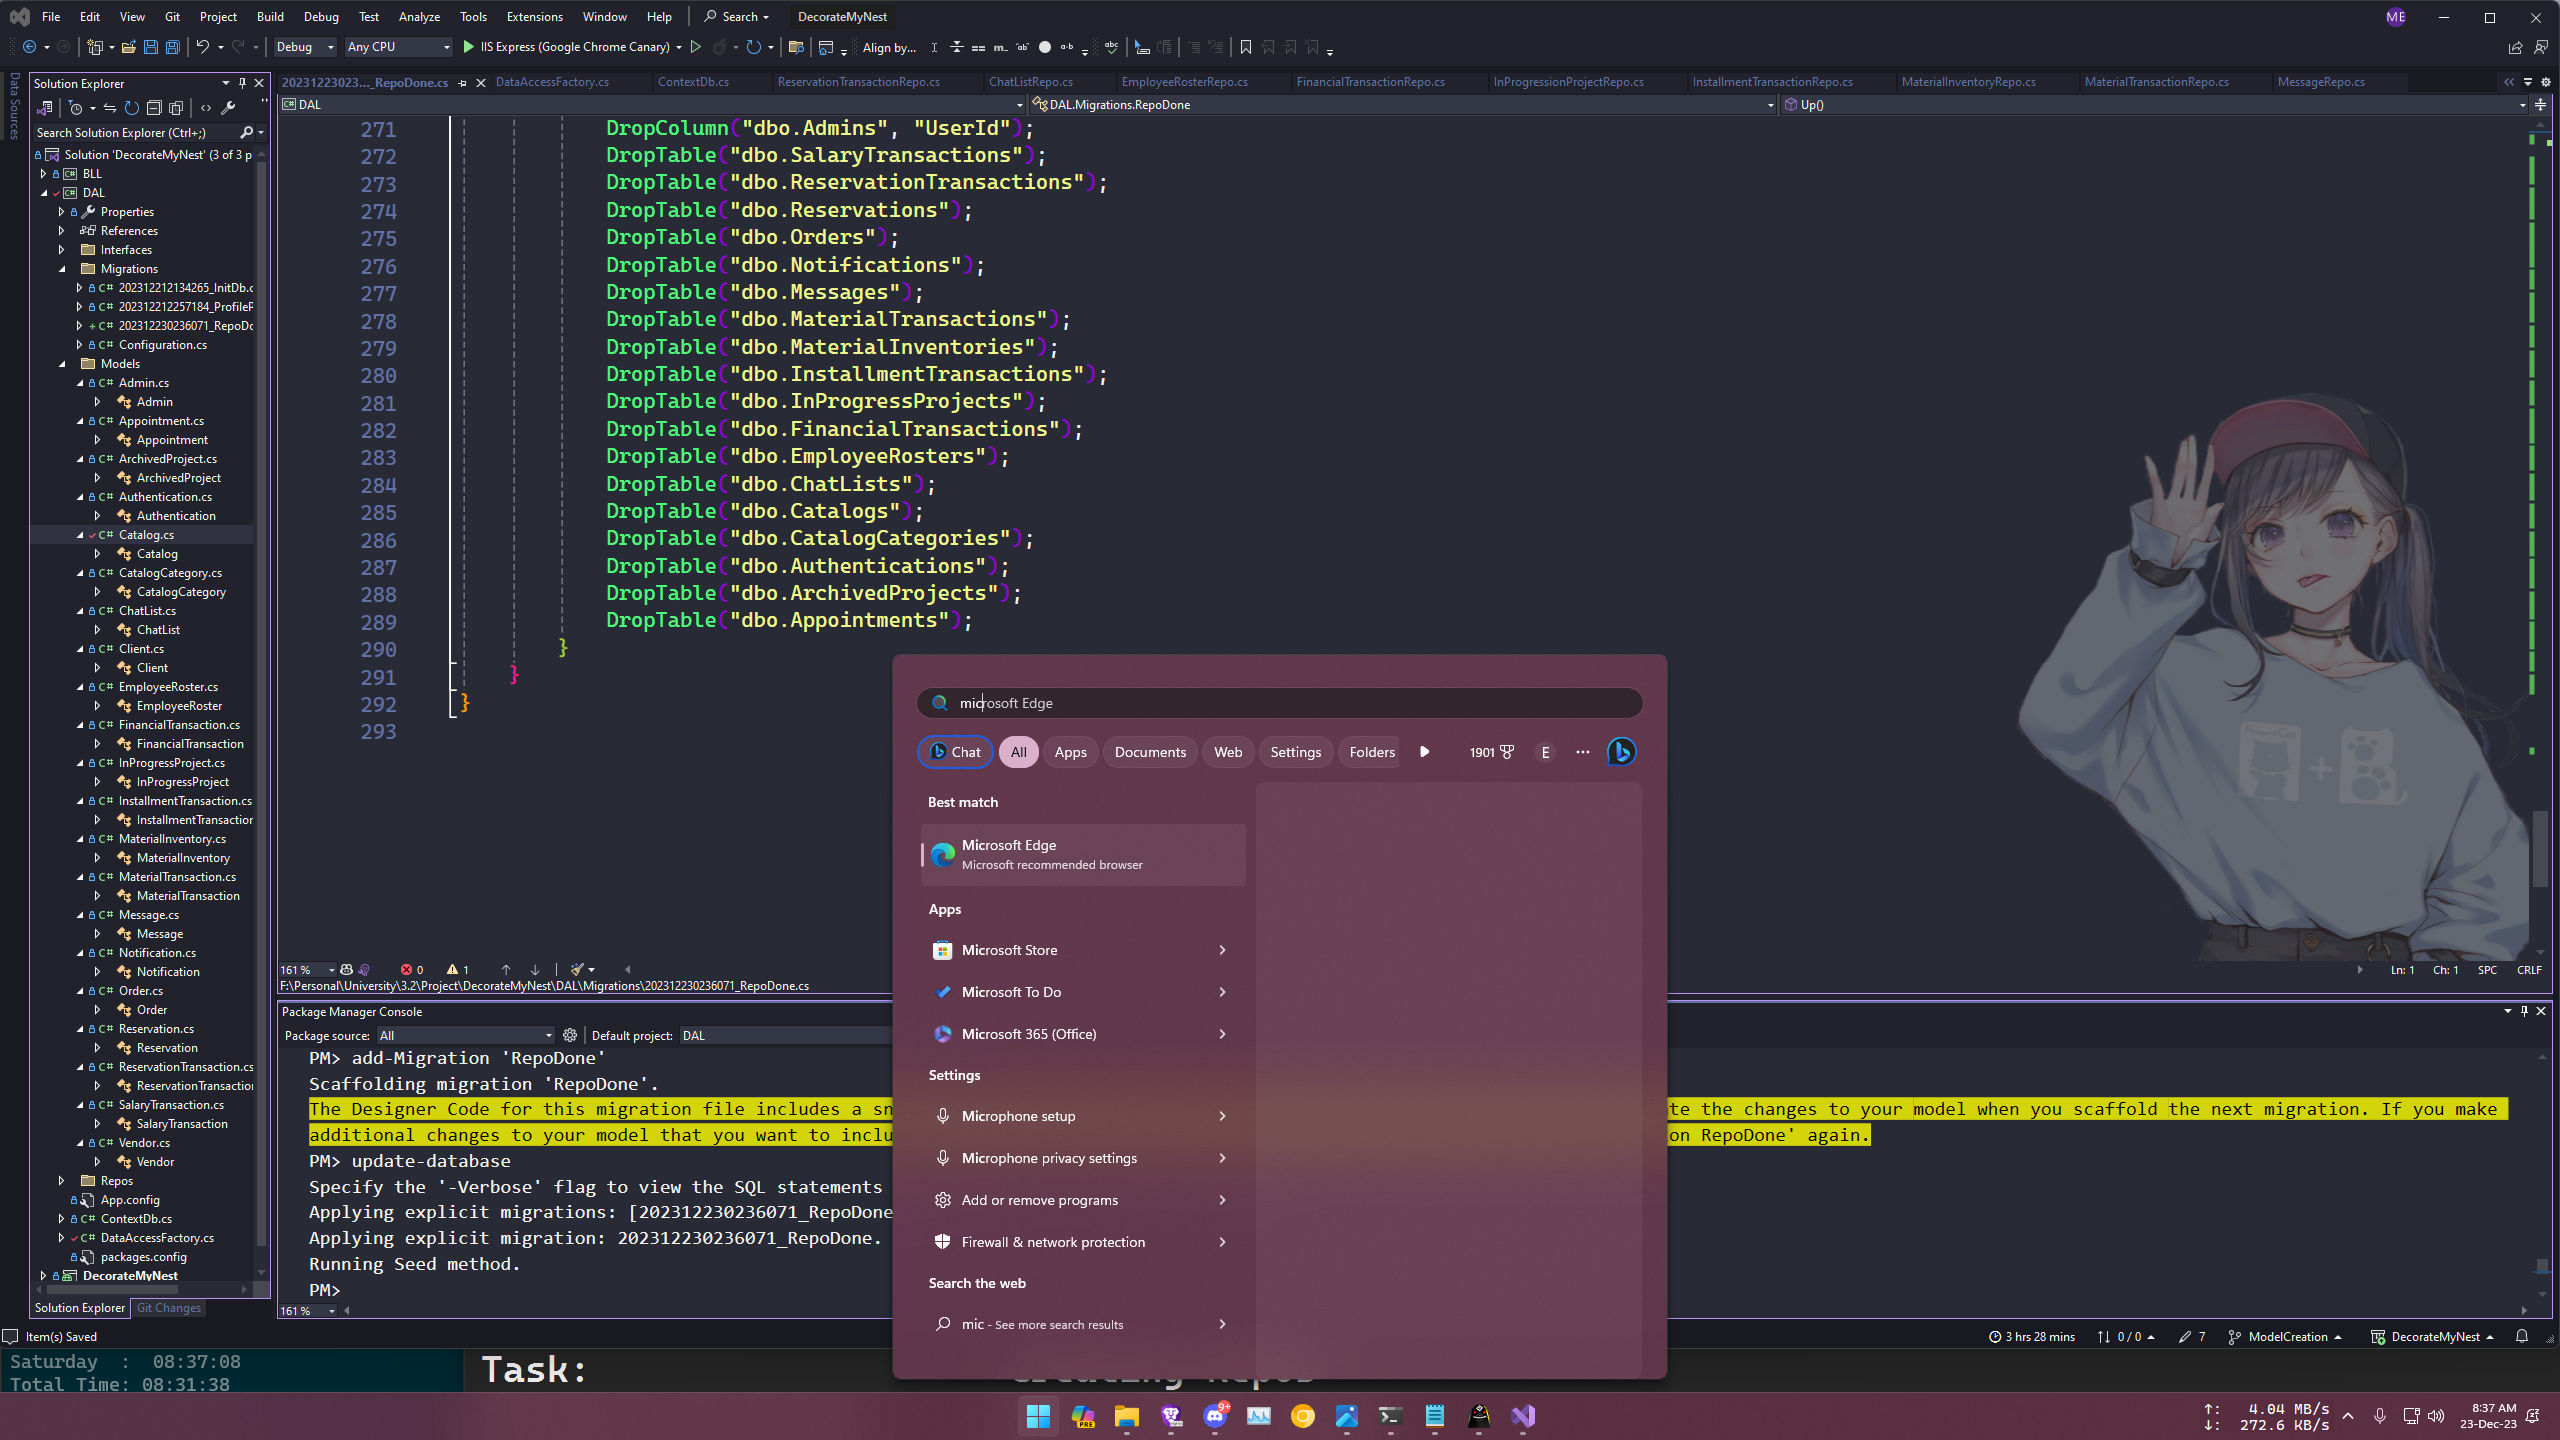 File Edit View Git Project Build Debug Test Analyze Tools Extensions Window Help Search DecorateMyNest ME
Debug Any CPU IIS Express (Google Chrome Canary) Align by...
Data Sources
Solution Explorer
Search Solution Explorer (Ctrl+;)
Solution 'DecorateMyNest' (3 of 3 p
BLL
DAL
Properties
References
Interfaces
Migrations
202312212134265_InitDb.c
202312212257184_ProfileP
202312230236071_RepoDo
Configuration.cs
Models
Admin.cs
Admin
Appointment.cs
Appointment
ArchivedProject.cs
ArchivedProject
Authentication.cs
Authentication
Catalog.cs
Catalog
CatalogCategory.cs
CatalogCategory
ChatList.cs
ChatList
Client.cs
Client
EmployeeRoster.cs
EmployeeRoster
FinancialTransaction.cs
FinancialTransaction
InProgressProject.cs
InProgressProject
InstallmentTransaction.cs
InstallmentTransaction
MaterialInventory.cs
MaterialInventory
MaterialTransaction.cs
MaterialTransaction
Message.cs
Message
Notification.cs
Notification
Order.cs
Order
Reservation.cs
Reservation
ReservationTransaction.cs
ReservationTransaction
SalaryTransaction.cs
SalaryTransaction
Vendor.cs
Vendor
Repos
App.config
ContextDb.cs
DataAccessFactory.cs
packages.config
DecorateMyNest
Solution Explorer Git Changes
20231223023..._RepoDone.cs DataAccessFactory.cs ContextDb.cs ReservationTransactionRepo.cs ChatListRepo.cs EmployeeRosterRepo.cs FinancialTransactionRepo.cs InProgressionProjectRepo.cs InstallmentTransactionRepo.cs MaterialInventoryRepo.cs MaterialTransactionRepo.cs MessageRepo.cs
DAL DAL.Migrations.RepoDone Up()
271 DropColumn("dbo.Admins", "UserId");
272 DropTable("dbo.SalaryTransactions");
273 DropTable("dbo.ReservationTransactions");
274 DropTable("dbo.Reservations");
275 DropTable("dbo.Orders");
276 DropTable("dbo.Notifications");
277 DropTable("dbo.Messages");
278 DropTable("dbo.MaterialTransactions");
279 DropTable("dbo.MaterialInventories");
280 DropTable("dbo.InstallmentTransactions");
281 DropTable("dbo.InProgressProjects");
282 DropTable("dbo.FinancialTransactions");
283 DropTable("dbo.EmployeeRosters");
284 DropTable("dbo.ChatLists");
285 DropTable("dbo.Catalogs");
286 DropTable("dbo.CatalogCategories");
287 DropTable("dbo.Authentications");
288 DropTable("dbo.ArchivedProjects");
289 DropTable("dbo.Appointments");
290 }
291 }
292 }
293
161 % 0 1 Ln: 1 Ch: 1 SPC CRLF
F:\Personal\University\3.2\Project\DecorateMyNest\DAL\Migrations\202312230236071_RepoDone.cs
Package Manager Console
Package source: All Default project: DAL
PM> add-Migration 'RepoDone'
Scaffolding migration 'RepoDone'.
The Designer Code for this migration file includes a sn te the changes to your model when you scaffold the next migration. If you make
additional changes to your model that you want to inclu on RepoDone' again.
PM> update-database
Specify the '-Verbose' flag to view the SQL statements
Applying explicit migrations: [202312230236071_RepoDone
Applying explicit migration: 202312230236071_RepoDone.
Running Seed method.
PM>
161 %
microsoft Edge
Chat All Apps Documents Web Settings Folders 1901 E
Best match
Microsoft Edge
Microsoft recommended browser
Apps
Microsoft Store
Microsoft To Do
Microsoft 365 (Office)
Settings
Microphone setup
Microphone privacy settings
Add or remove programs
Firewall & network protection
Search the web
mic - See more search results
Item(s) Saved 3 hrs 28 mins 0 / 0 7 ModelCreation DecorateMyNest
Saturday : 08:37:08
Total Time: 08:31:38
Task:
PRE
9+
4.04 MB/s
272.6 KB/s
8:37 AM
23-Dec-23